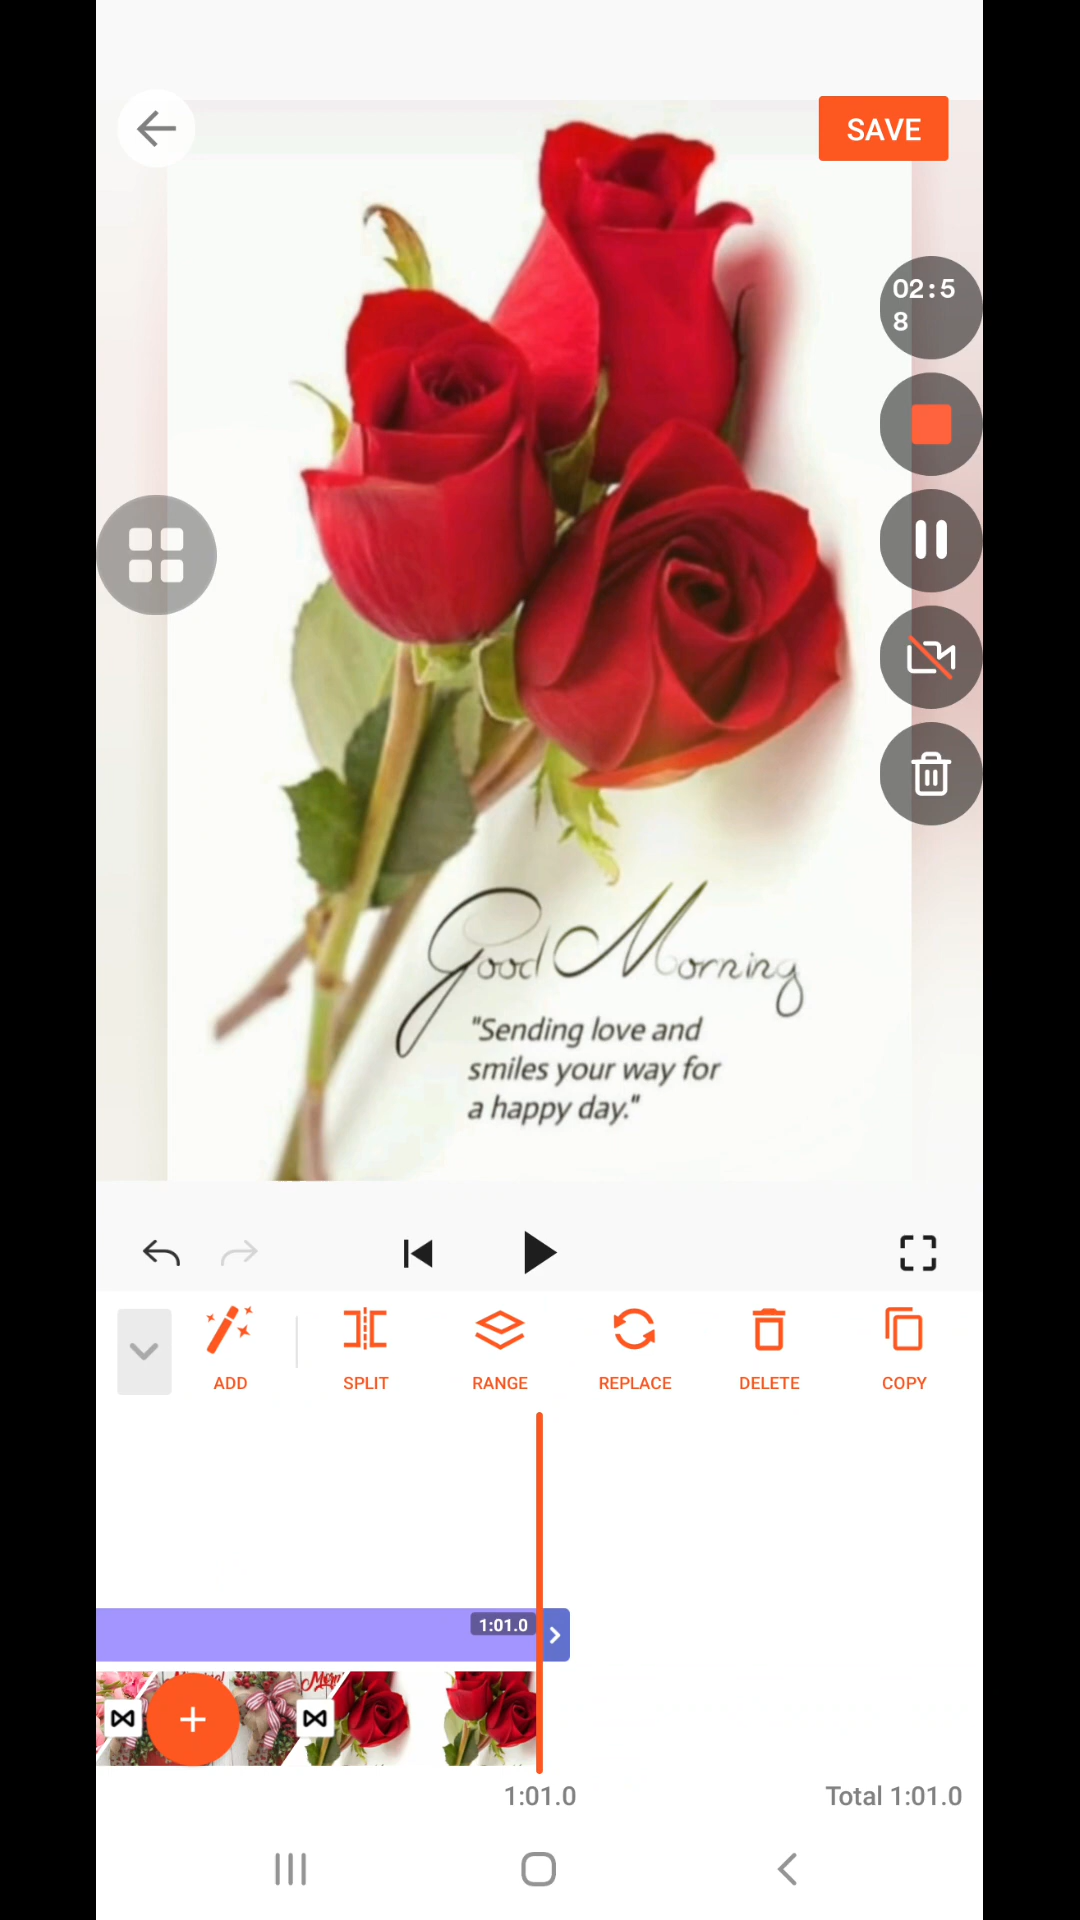 SAVE
02:5
8
Good Morning
"Sending love and
smiles your way for
a happy day."
ADD
SPLIT
RANGE
REPLACE
DELETE
COPY
1:01.0
1:01.0
Total 1:01.0